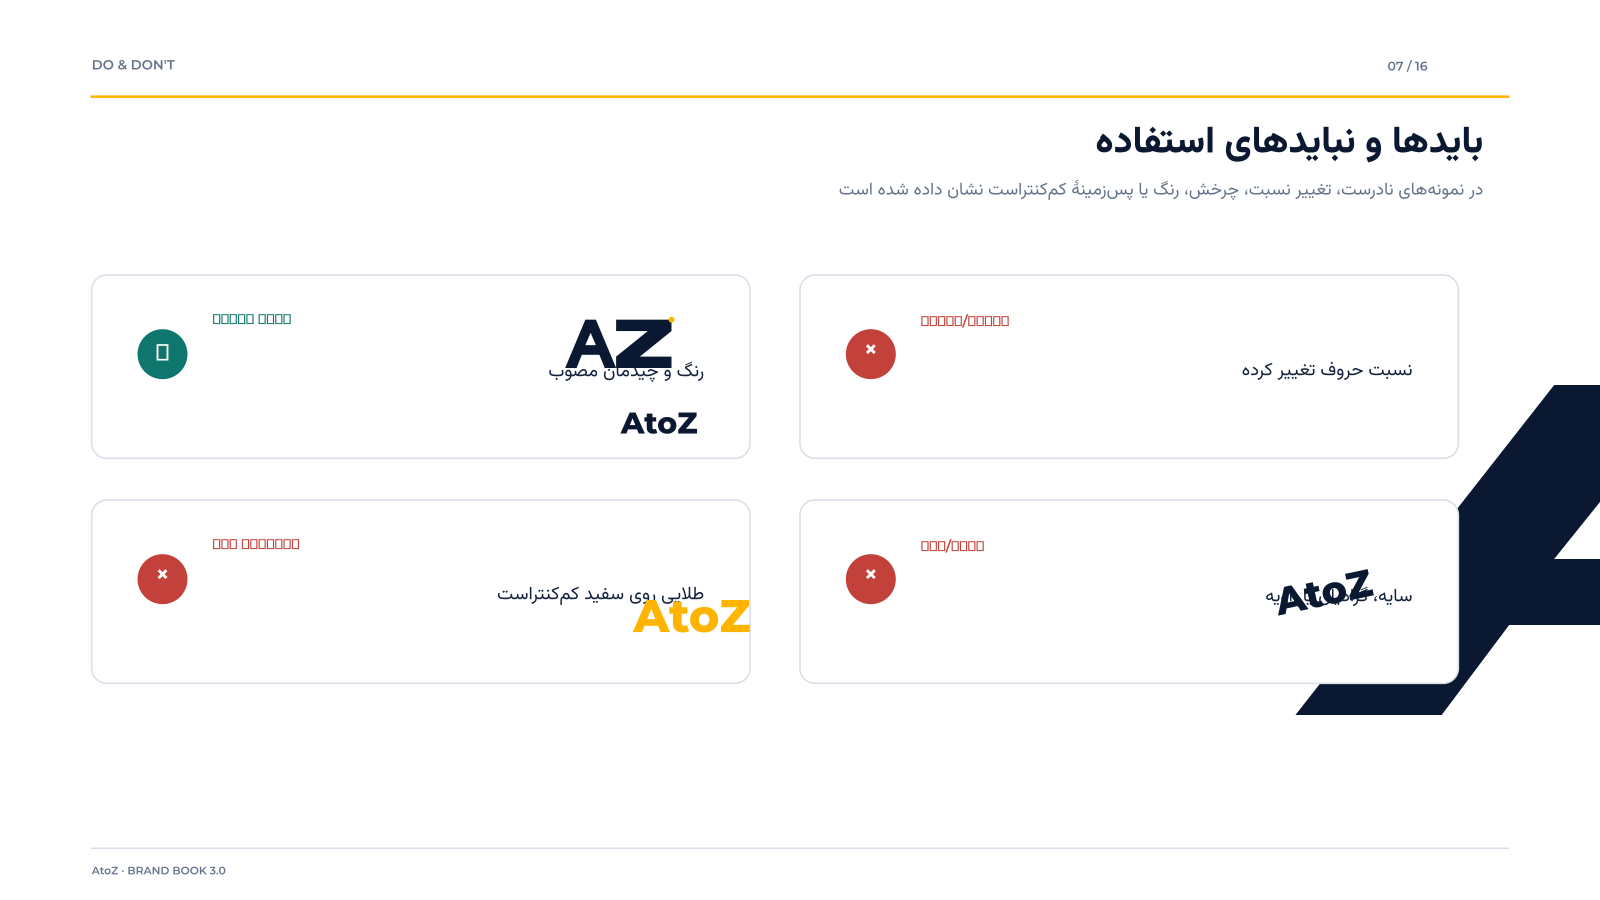 DO & DON'T
07 / 16
بایدها و نبایدهای استفاده
در نمونه‌های نادرست، تغییر نسبت، چرخش، رنگ یا پس‌زمینهٔ کم‌کنتراست نشان داده شده است
×
نسبت حروف تغییر کرده
AZ
رنگ و چیدمان مصوب
AtoZ
×
سایه،
AtoZ
×
طلایی روی سفید کم‌کنتراست
AtoZ
AtoZ · BRAND BOOK 3.0